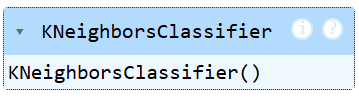 ▾ KNeighborsClassifier i ?
KNeighborsClassifier()